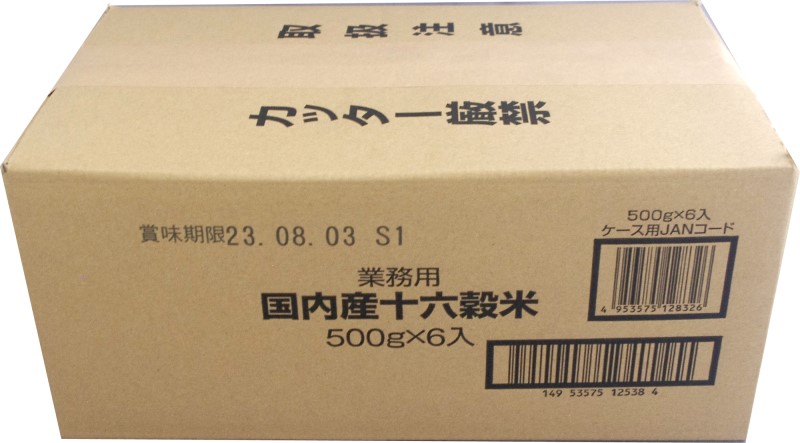 取扱注意
カッター厳禁
賞味期限23.08.03 S1
500g×6入
ケース用JANコード
4 953575 128326
業務用
国内産十六穀米
500g×6入
149 53575 12538 4